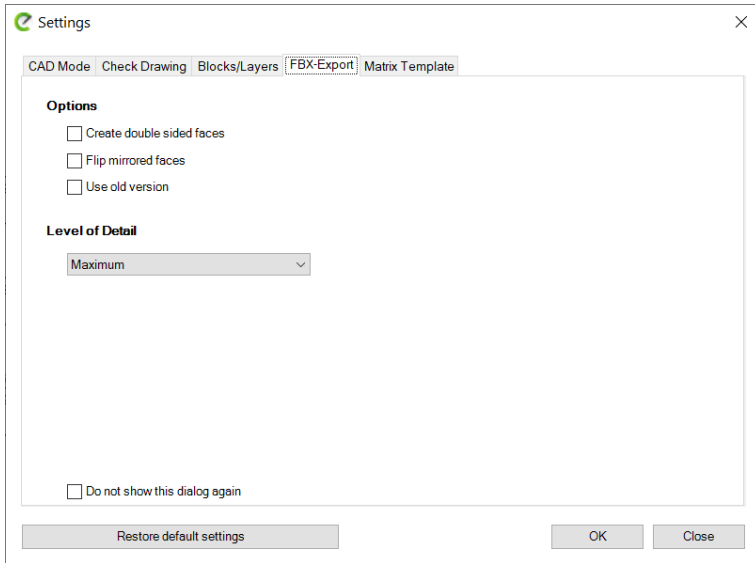 Settings
CAD Mode Check Drawing Blocks/Layers FBX-Export Matrix Template
Options
Create double sided faces
Flip mirrored faces
Use old version
Level of Detail
Maximum
Do not show this dialog again
Restore default settings OK Close